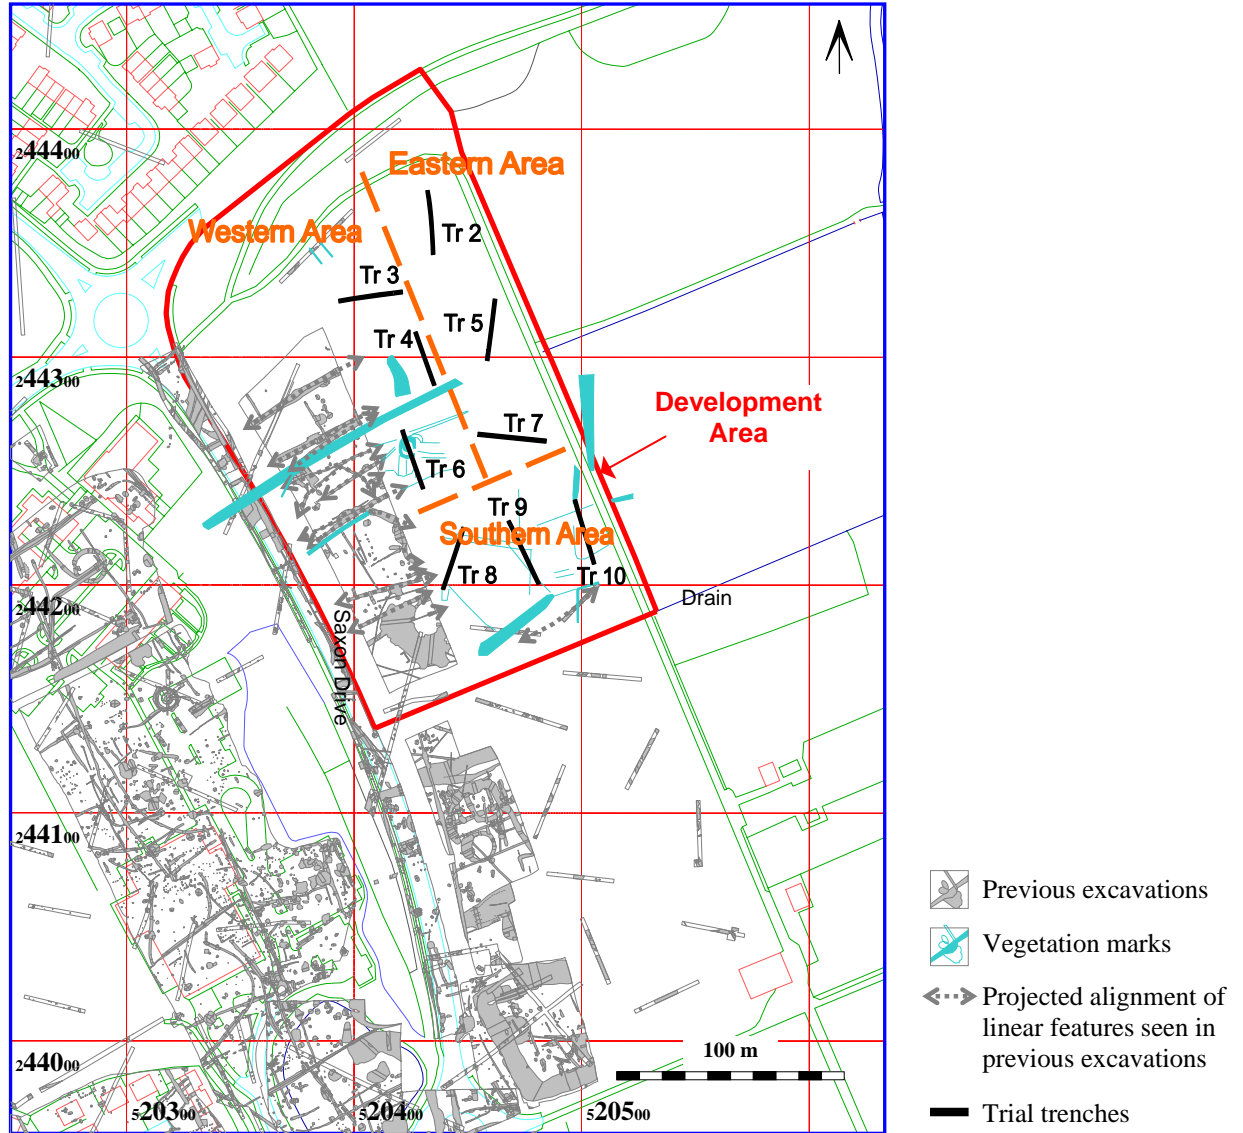 244400
Eastern Area
Western Area
Tr 2
Tr 3
Tr 5
Tr 4
244300
Development
Area
Tr 7
Tr 6
Tr 9
Southern Area
Tr 8
Tr 10
Drain
244200
Saxon Drive
244100
244000
100 m
520300
520400
520500
Previous excavations
Vegetation marks
Projected alignment of
linear features seen in
previous excavations
Trial trenches